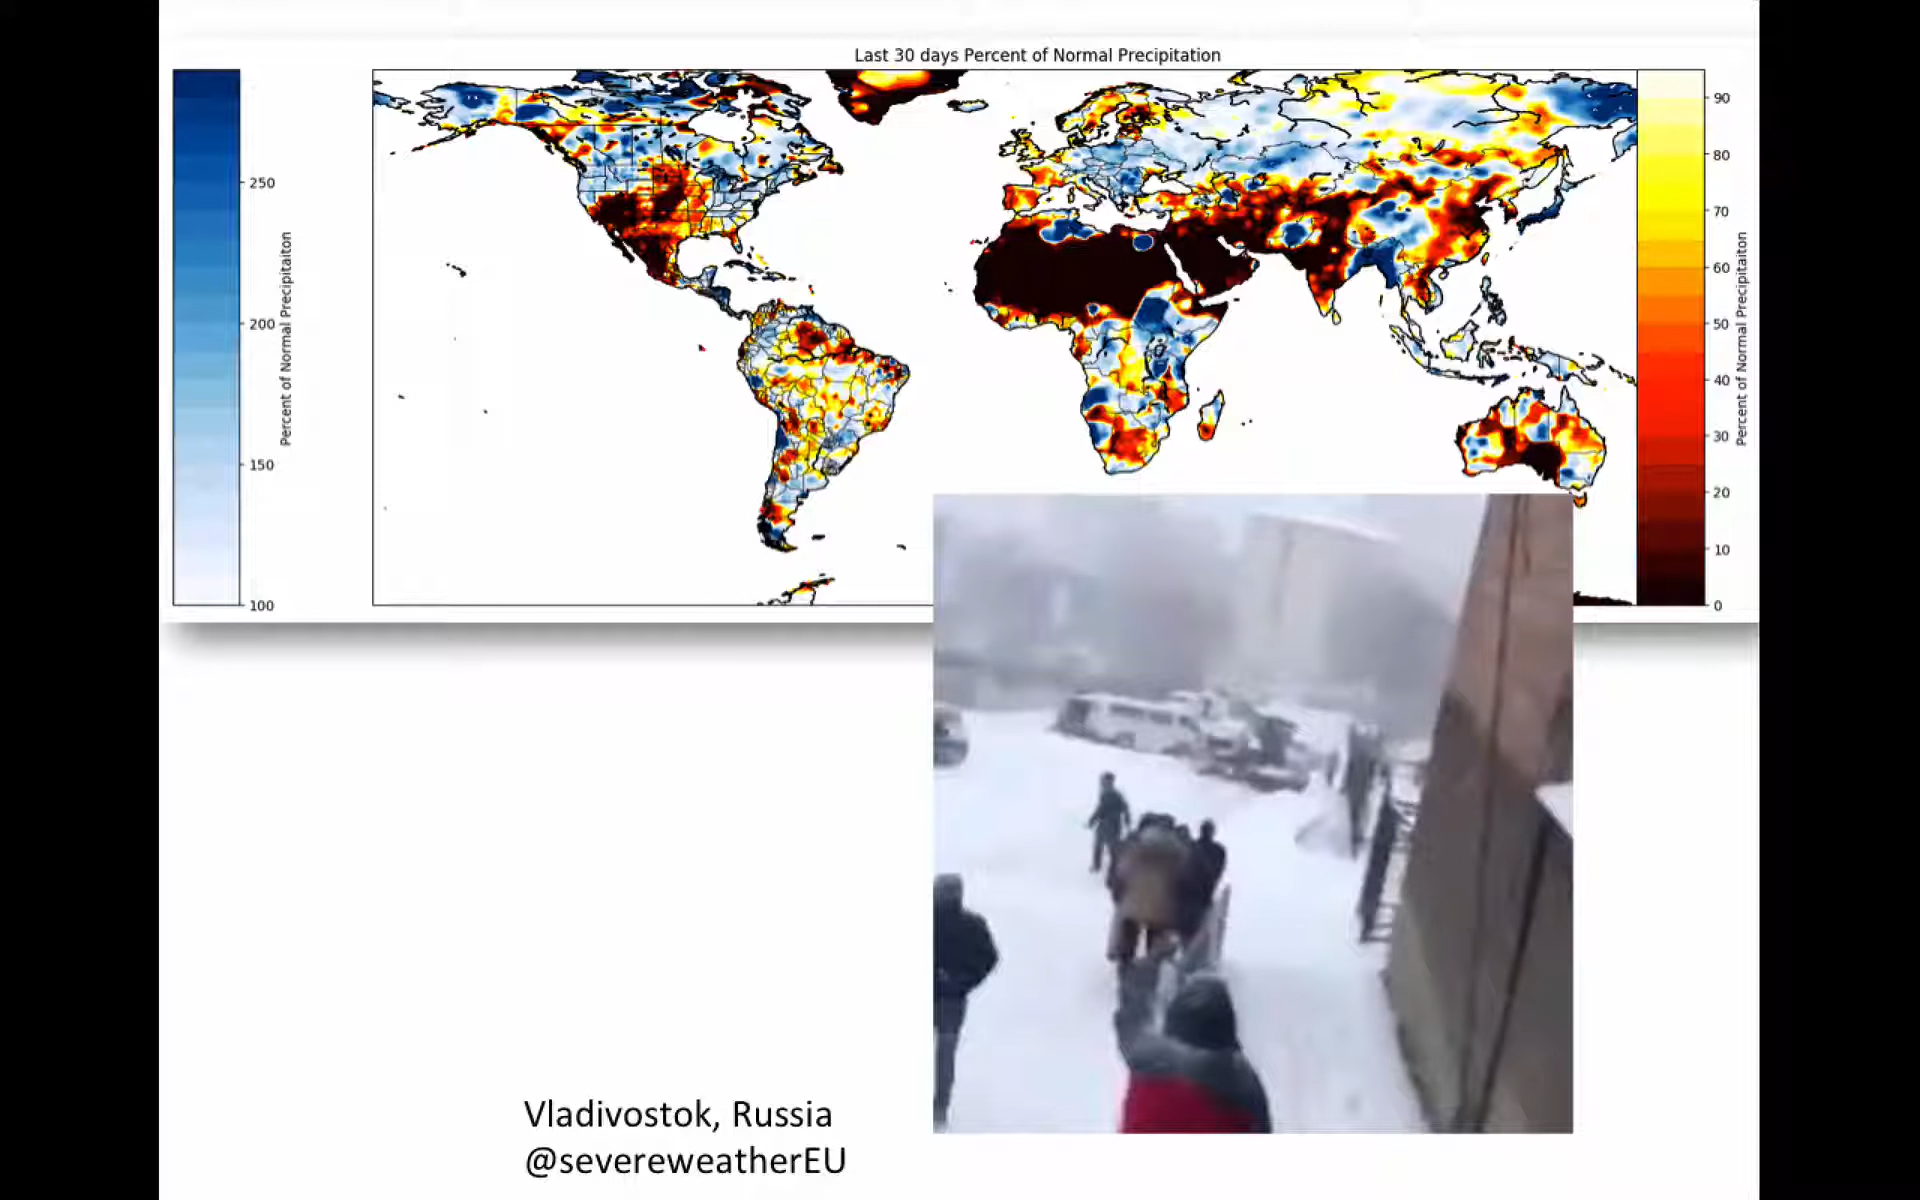 Last 30 days Percent of Normal Precipitation
250
200
150
100
Percent of Normal Precipitaiton
90
80
70
60
50
40
30
20
10
0
Percent of Normal Precipitaiton
Vladivostok, Russia
@severeweatherEU